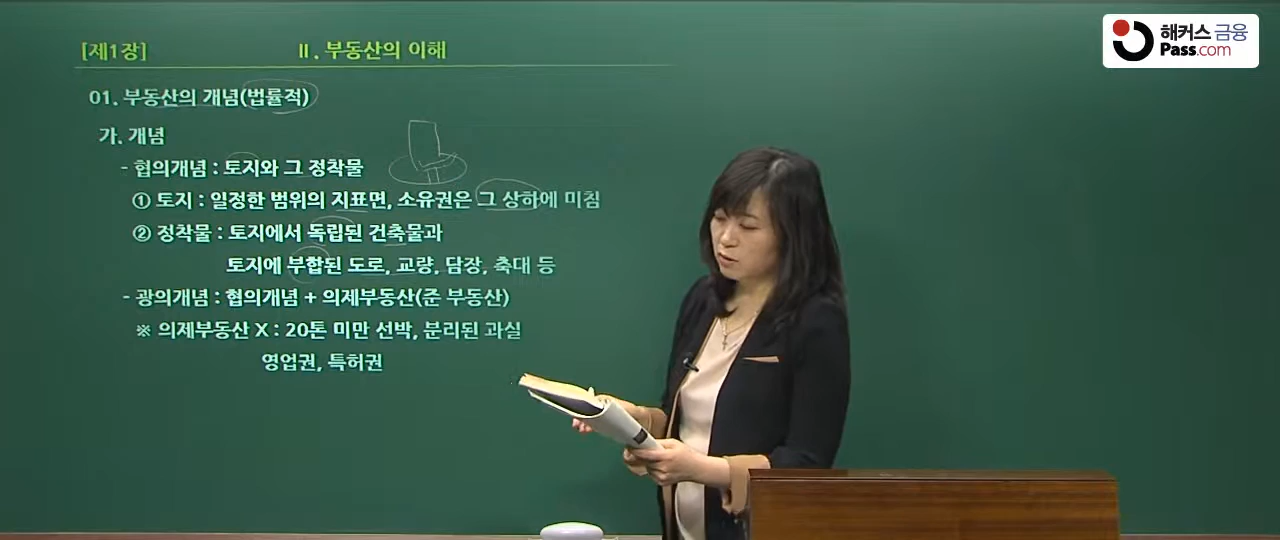 해커스 금융
Pass.com
[제1장] Ⅱ. 부동산의 이해
01. 부동산의 개념(법률적)
가. 개념
- 협의개념 : 토지와 그 정착물
① 토지 : 일정한 범위의 지표면, 소유권은 그 상하에 미침
② 정착물 : 토지에서 독립된 건축물과
토지에 부합된 도로, 교량, 담장, 축대 등
- 광의개념 : 협의개념 + 의제부동산(준 부동산)
※ 의제부동산 X : 20톤 미만 선박, 분리된 과실
영업권, 특허권